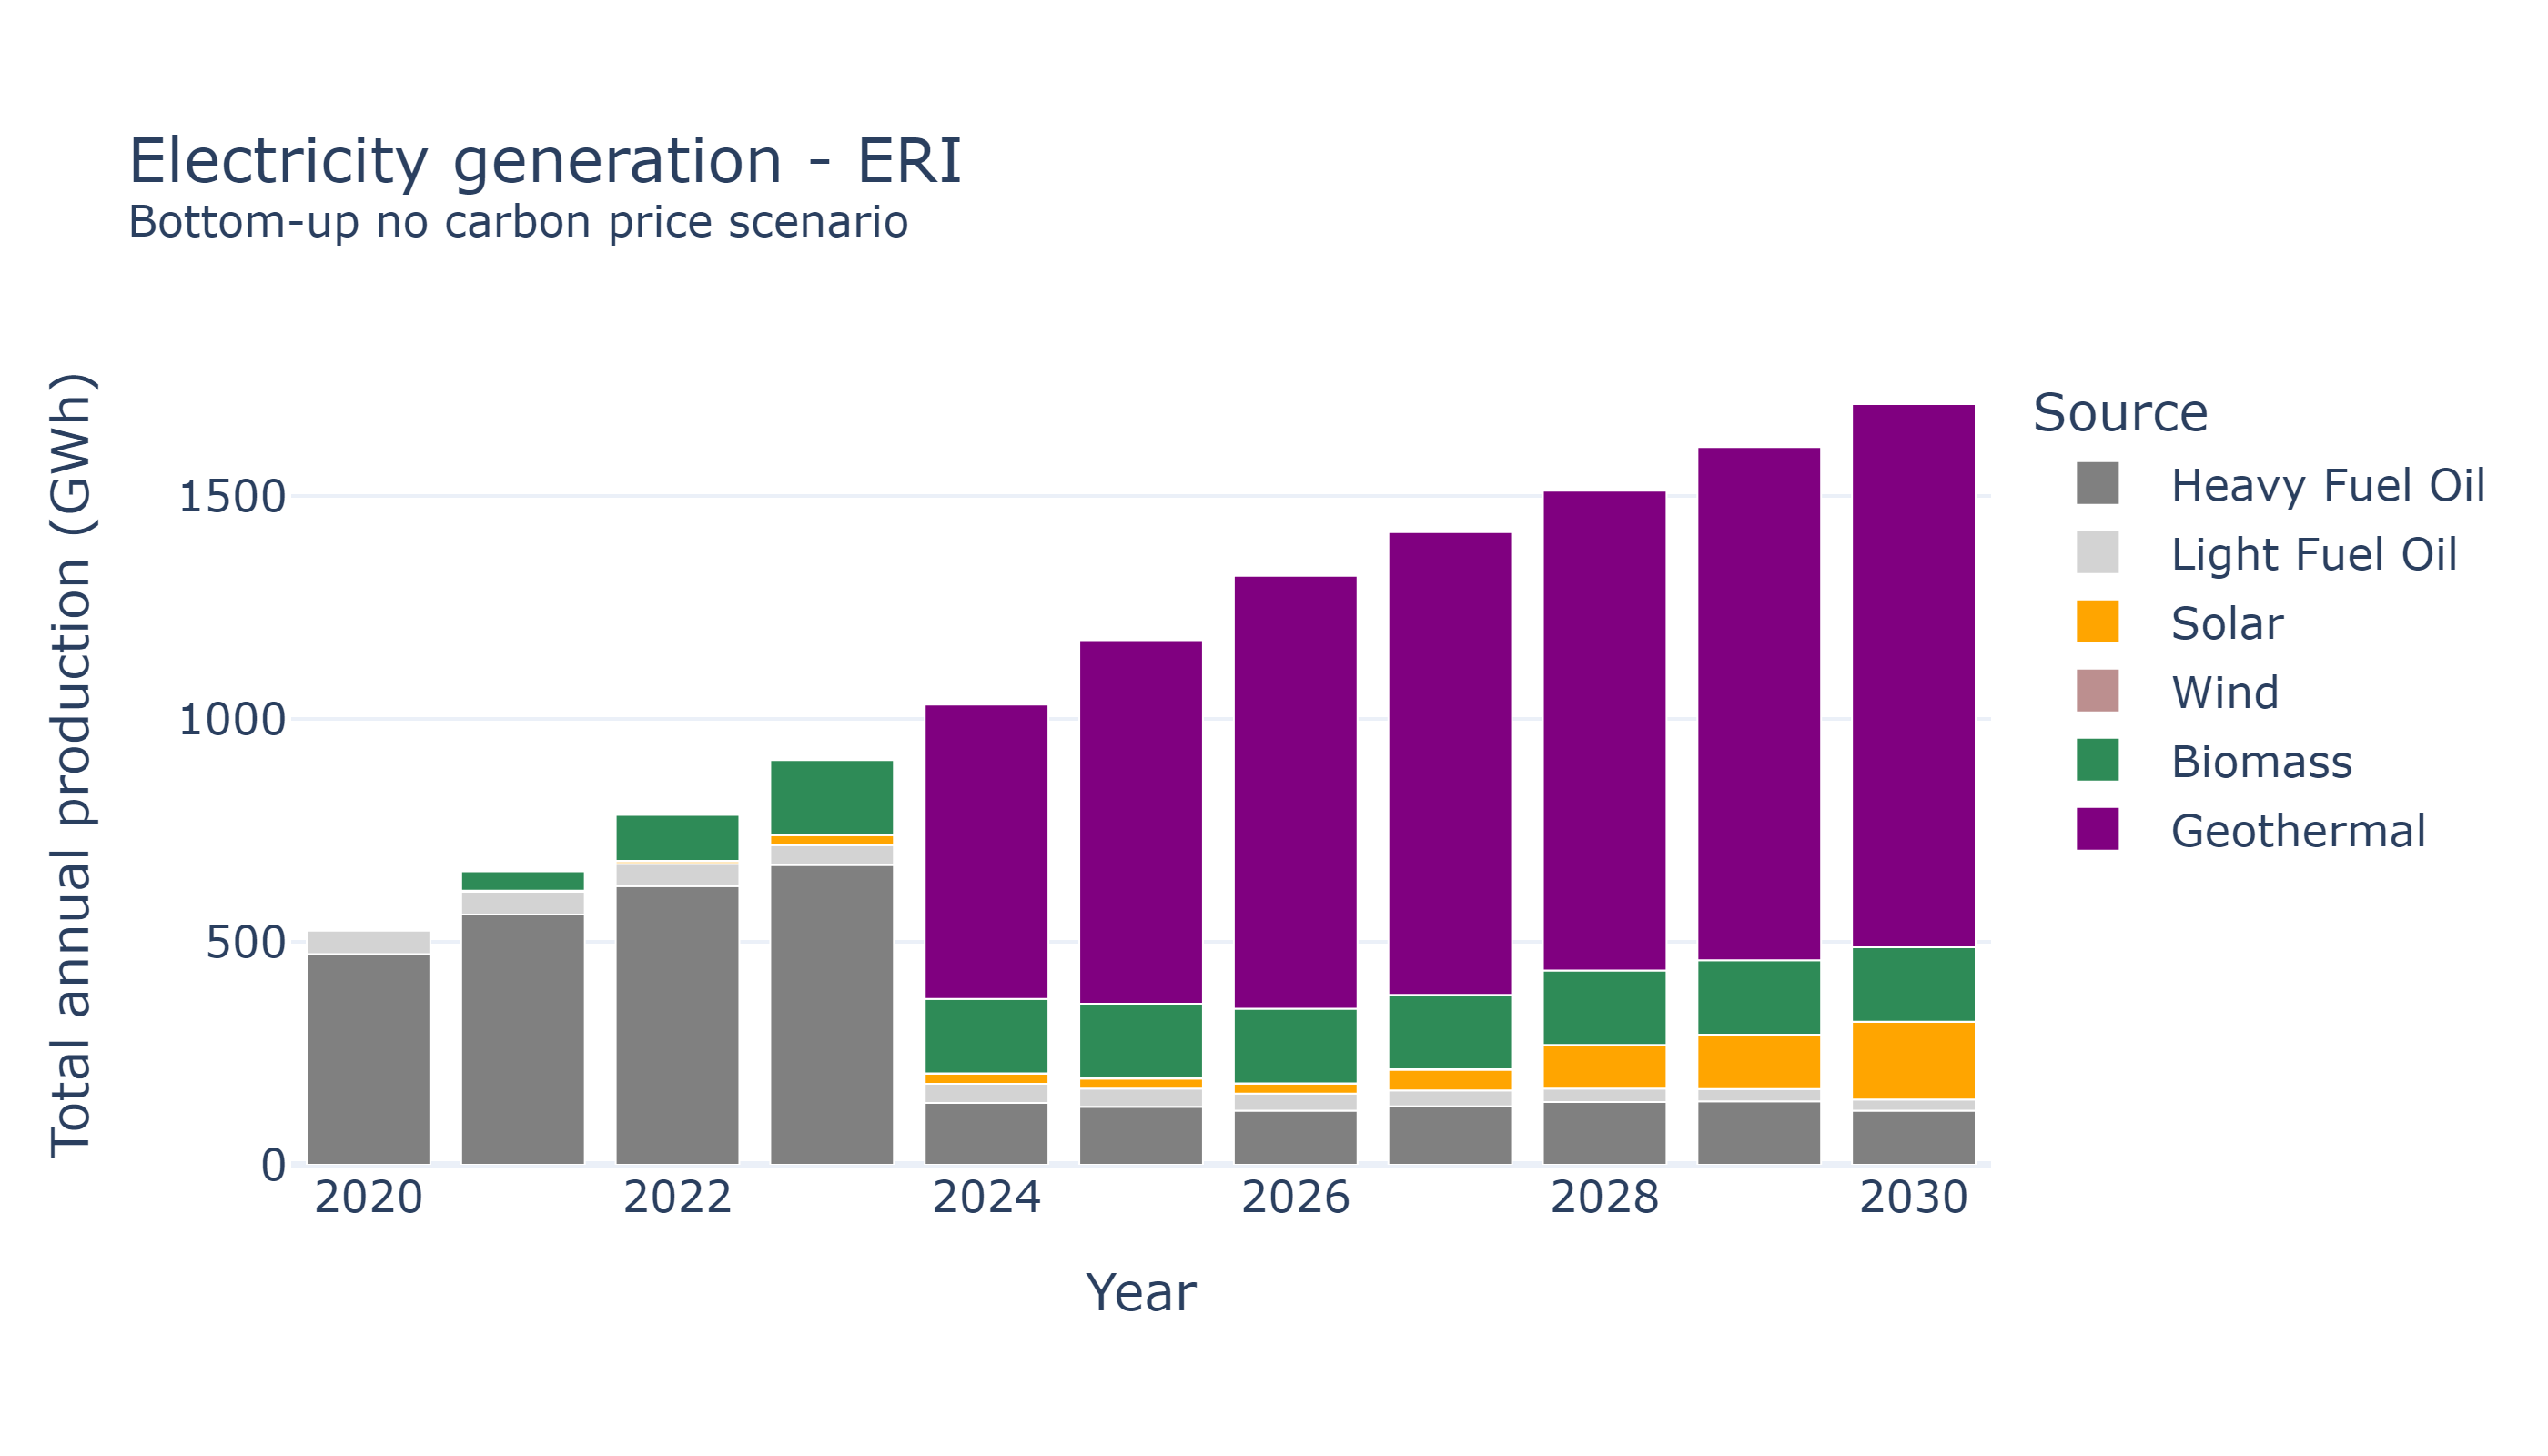 Electricity generation - ERI
Bottom-up no carbon price scenario
Total annual production (GWh)
1500
1000
500
0
2020 2022 2024 2026 2028 2030
Year
Source
Heavy Fuel Oil
Light Fuel Oil
Solar
Wind
Biomass
Geothermal